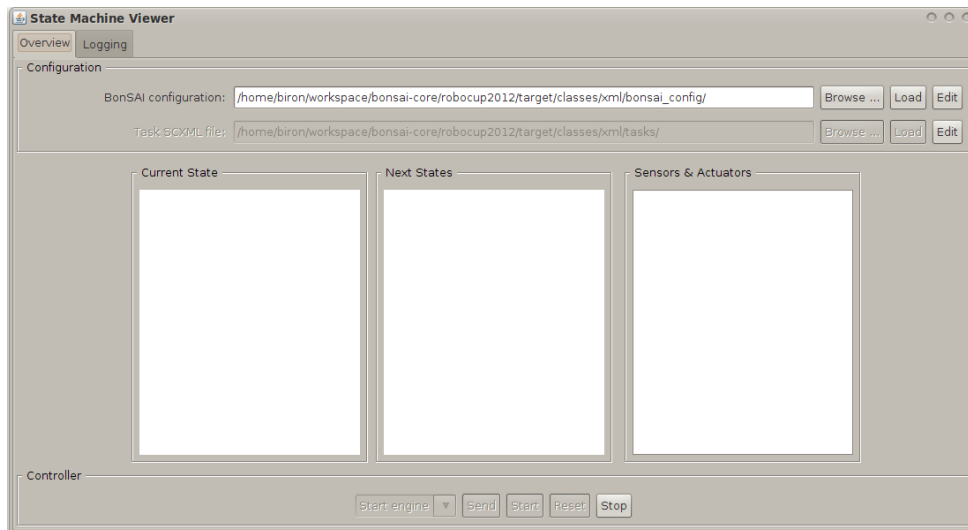 State Machine Viewer
Overview Logging
Configuration
BonSAI configuration: /home/biron/workspace/bonsai-core/robocup2012/target/classes/xml/bonsai_config/ Browse ... Load Edit
Task SCXML file: /home/biron/workspace/bonsai-core/robocup2012/target/classes/xml/tasks/ Browse ... Load Edit
Current State Next States Sensors & Actuators
Controller
Start engine Send Start Reset Stop